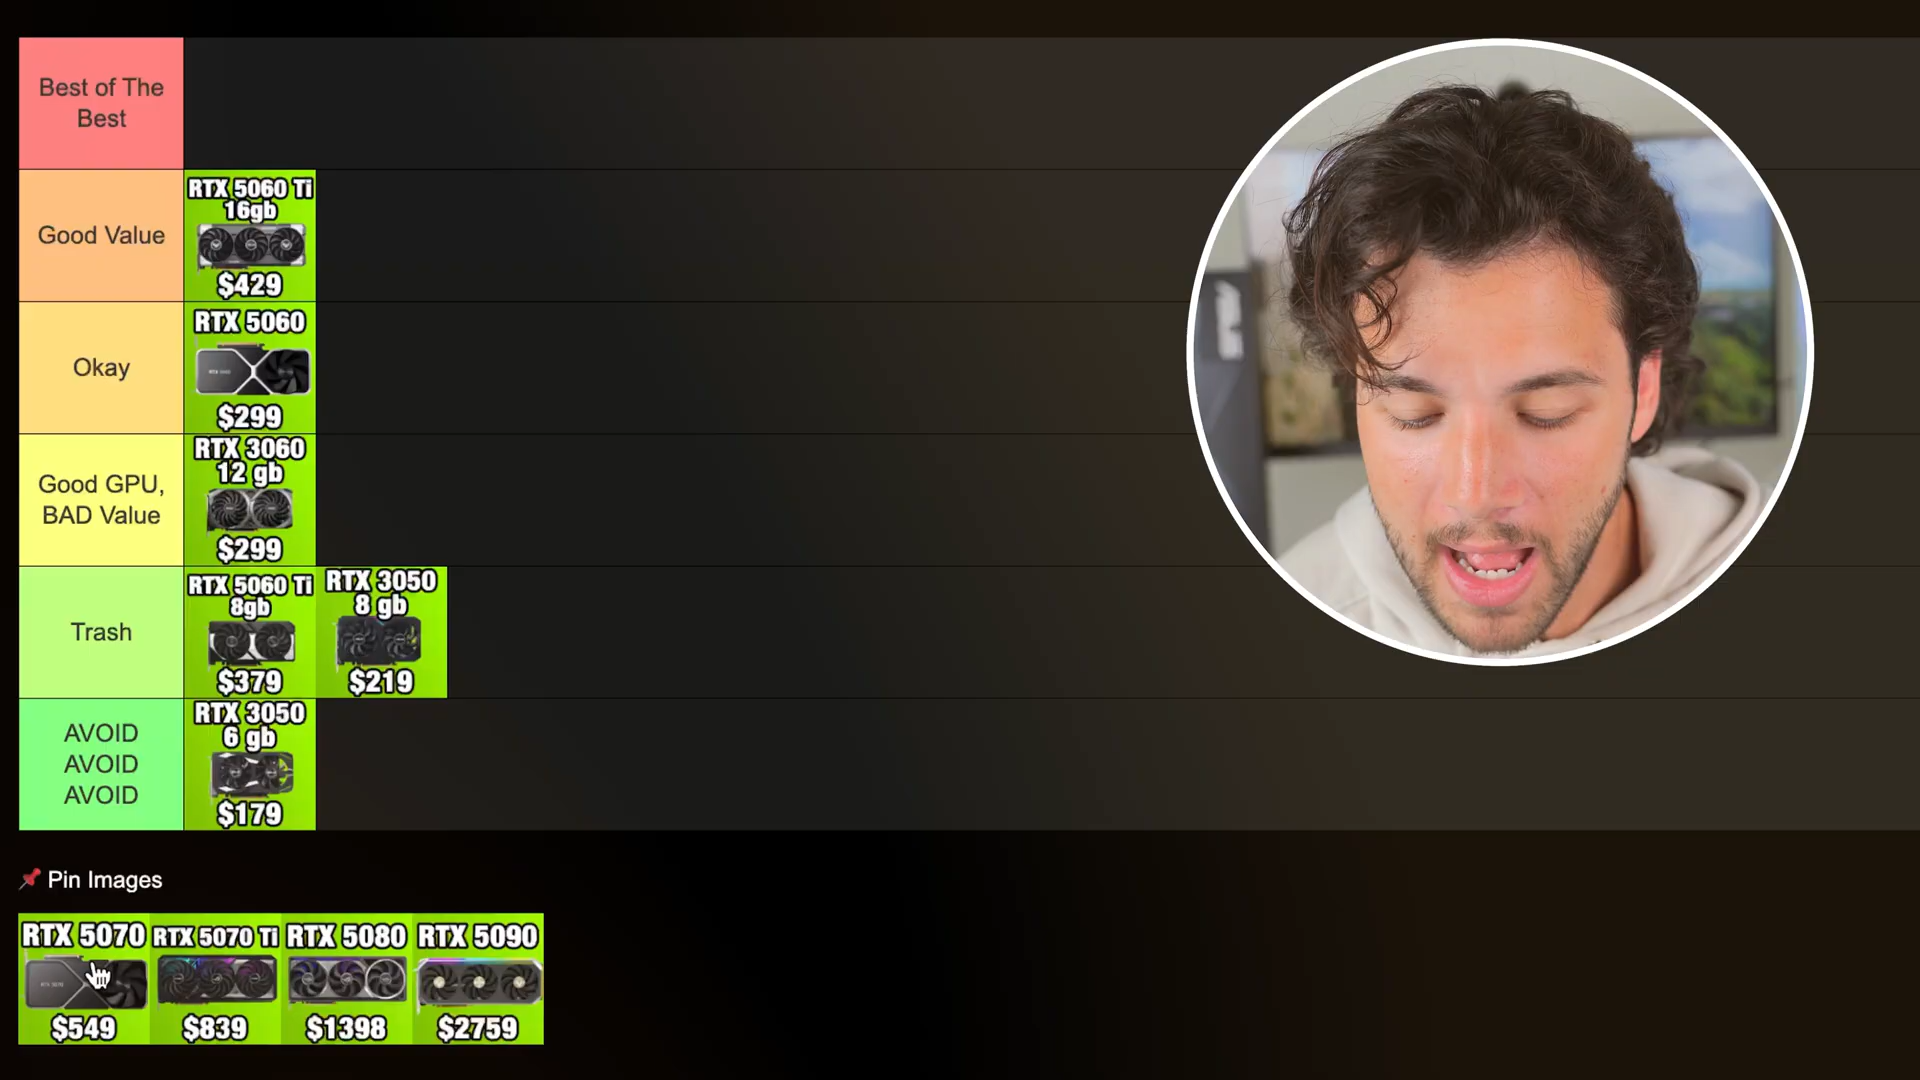 Best of The
Best
Good Value
RTX 5060 Ti
16gb
$429
Okay
RTX 5060
$299
Good GPU,
BAD Value
RTX 3060
12 gb
$299
Trash
RTX 5060 Ti
8gb
$379
RTX 3050
8 gb
$219
AVOID
AVOID
AVOID
RTX 3050
6 gb
$179
📌 Pin Images
RTX 5070
$549
RTX 5070 Ti
$839
RTX 5080
$1398
RTX 5090
$2759